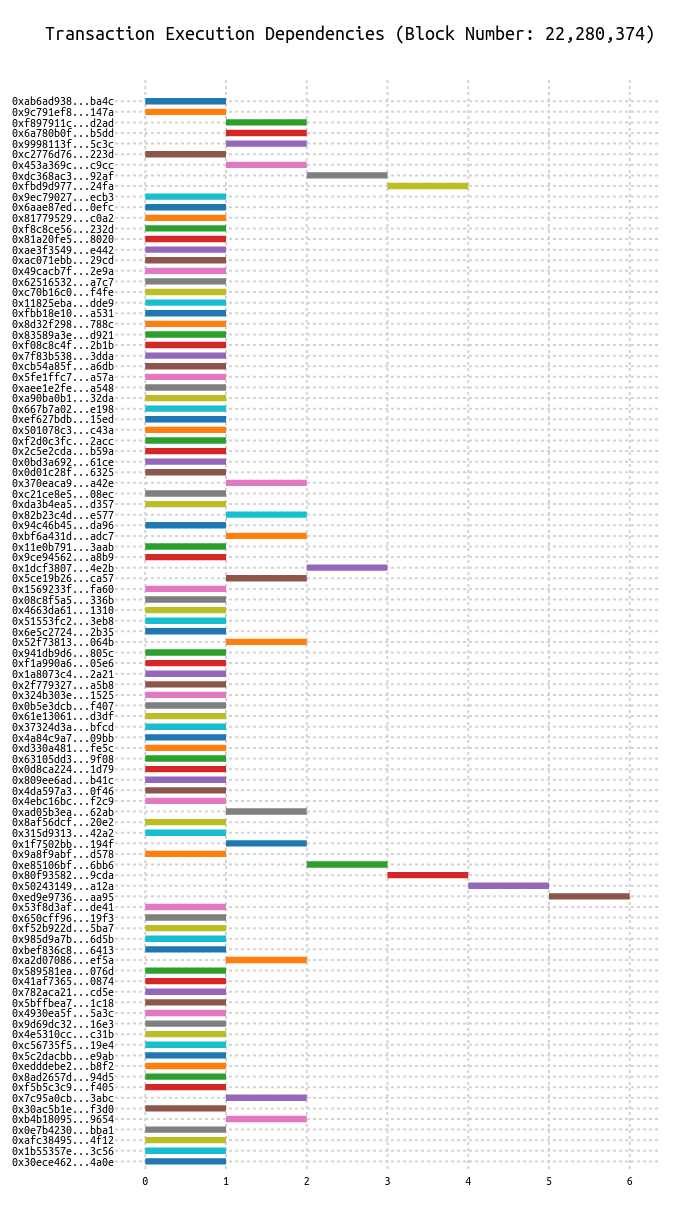 Transaction Execution Dependencies (Block Number: 22,280,374)
0xab6ad938...ba4c
0x9c791ef8...147a
0xf897911c...d2ad
0x6a780b0f...b5dd
0x9998113f...5c3c
0xc2776d76...223d
0x453a369c...c9cc
0xdc368ac3...92af
0xfbd9d977...24fa
0x9ec79027...ecb3
0x6aae87ed...0efc
0x81779529...c0a2
0xf8c8ce56...232d
0x81a20fe5...8020
0xae3f3549...e442
0xac071ebb...29cd
0x49cacb7f...2e9a
0x62516532...a7c7
0xc70b16c0...f4fe
0x11825eba...dde9
0xfbb18e10...a531
0x8d32f298...788c
0x83589a3e...d921
0xf08c8c4f...2b1b
0x7f83b538...3dda
0xcb54a85f...a6db
0x5fe1ffc7...a57a
0xaee1e2fe...a548
0xa90ba0b1...32da
0x667b7a02...e198
0xef627bdb...15ed
0x501078c3...c43a
0xf2d0c3fc...2acc
0x2c5e2cda...b59a
0x0bd3a692...61ce
0x0d01c28f...6325
0x370eaca9...a42e
0xc21ce8e5...08ec
0xda3b4ea5...d357
0x82b23c4d...e577
0x94c46b45...da96
0xbf6a431d...adc7
0x11e0b791...3aab
0x9ce94562...a8b9
0x1dcf3807...4e2b
0x5ce19b26...ca57
0x1569233f...fa60
0x08c8f5a5...336b
0x4663da61...1310
0x51553fc2...3eb8
0x6e5c2724...2b35
0x52f73813...064b
0x941db9d6...805c
0xf1a990a6...05e6
0x1a8073c4...2a21
0x2f779327...a5b8
0x324b303e...1525
0x0b5e3dcb...f407
0x61e13061...d3df
0x37324d3a...bfcd
0x4a84c9a7...09bb
0xd330a481...fe5c
0x63105dd3...9f08
0x0d8ca224...1d79
0x809ee6ad...b41c
0x4da597a3...0f46
0x4ebc16bc...f2c9
0xad05b3ea...62ab
0x8af56dcf...20e2
0x315d9313...42a2
0x1f7502bb...194f
0x9a8f9abf...d578
0xe85106bf...6bb6
0x80f93582...9cda
0x50243149...a12a
0xed9e9736...aa95
0x53f8d3af...de41
0x650cff96...19f3
0xf52b922d...5ba7
0x985d9a7b...6d5b
0xbef836c8...6413
0xa2d07086...ef5a
0x589581ea...076d
0x41af7365...0874
0x782aca21...cd5e
0x5bffbea7...1c18
0x4930ea5f...5a3c
0x9d69dc32...16e3
0x4e5310cc...c31b
0xc56735f5...19e4
0x5c2dacbb...e9ab
0xedddebe2...b8f2
0x8ad2657d...94d5
0xf5b5c3c9...f405
0x7c95a0cb...3abc
0x30ac5b1e...f3d0
0xb4b18095...9654
0x0e7b4230...bba1
0xafc38495...4f12
0x1b55357e...3c56
0x30ece462...4a0e
0 1 2 3 4 5 6